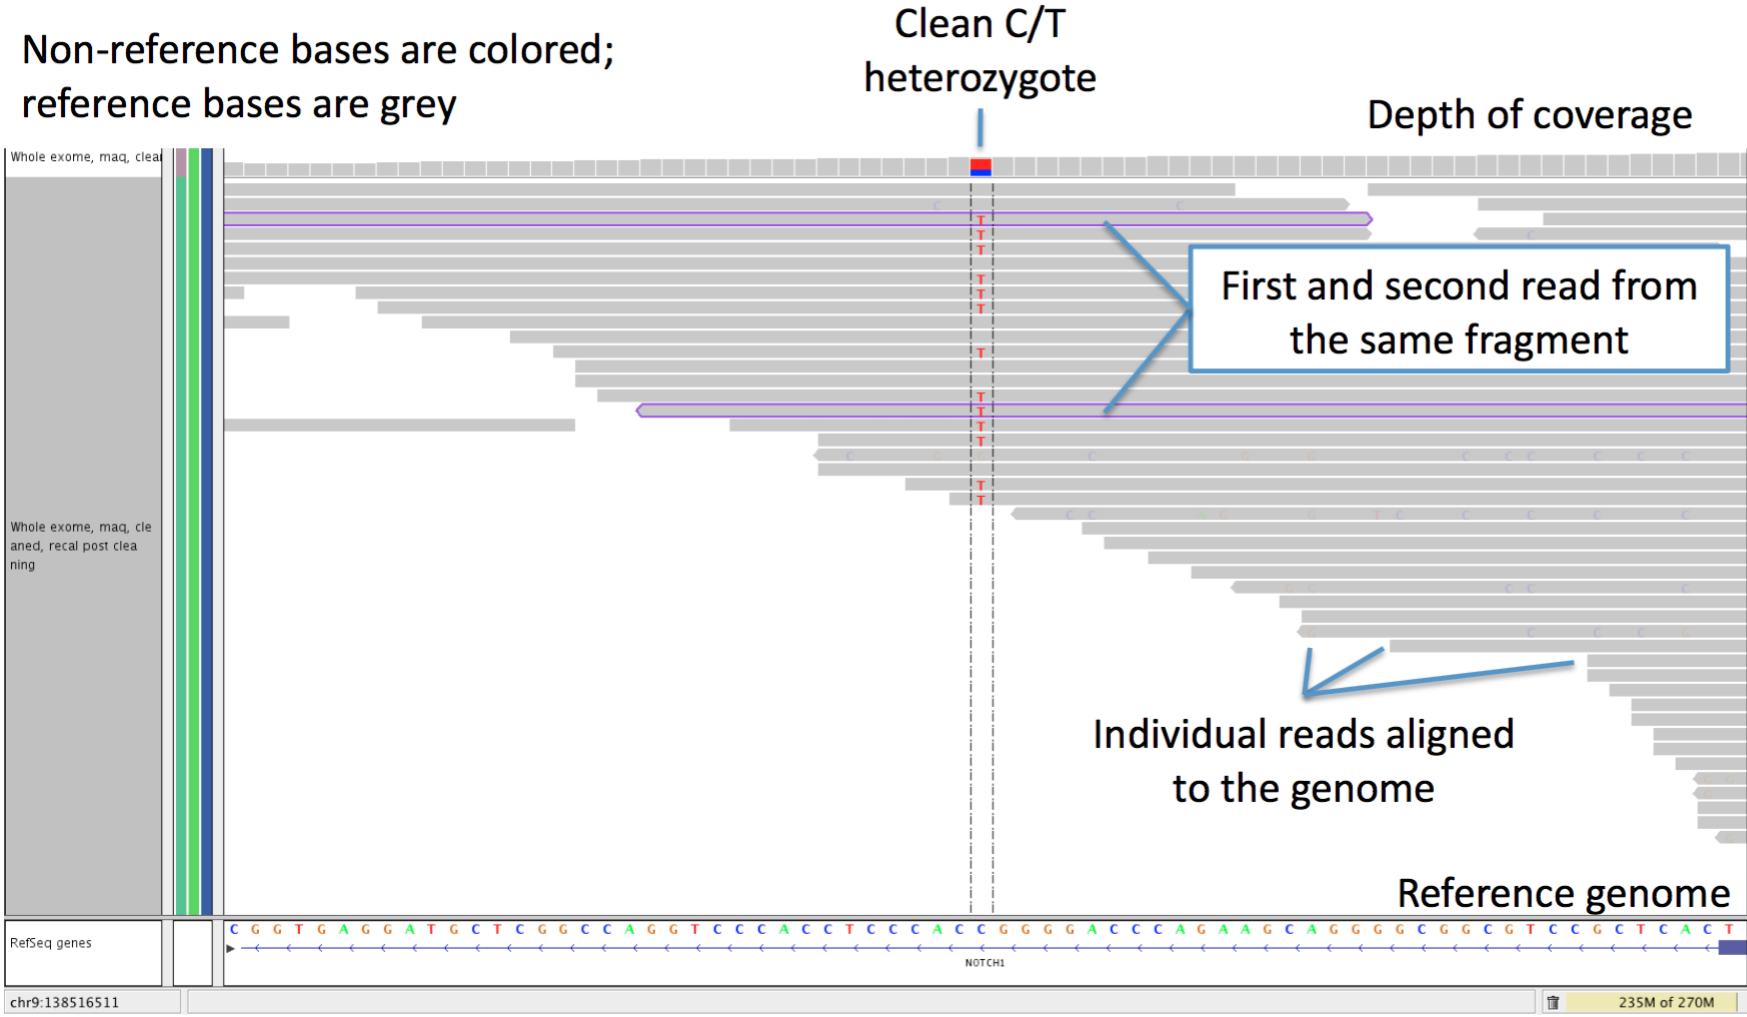 Non-reference bases are colored;
reference bases are grey
Clean C/T
heterozygote
Depth of coverage
Whole exome, maq, clea
C C
T
T C
T
T
T
T
First and second read from
the same fragment
T
T
T
T
T
T
T
Whole exome, maq, cle
aned, recal post clea
ning
Individual reads aligned
to the genome
Reference genome
RefSeq genes
C G G T G A G G A T G C T C G G C C A G G T C C C A C C T C C C A C C G G G G A C C C A G A A G C A G G G G C G G C G T C C G C T C A C T
NOTCH1
chr9:138516511
235M of 270M